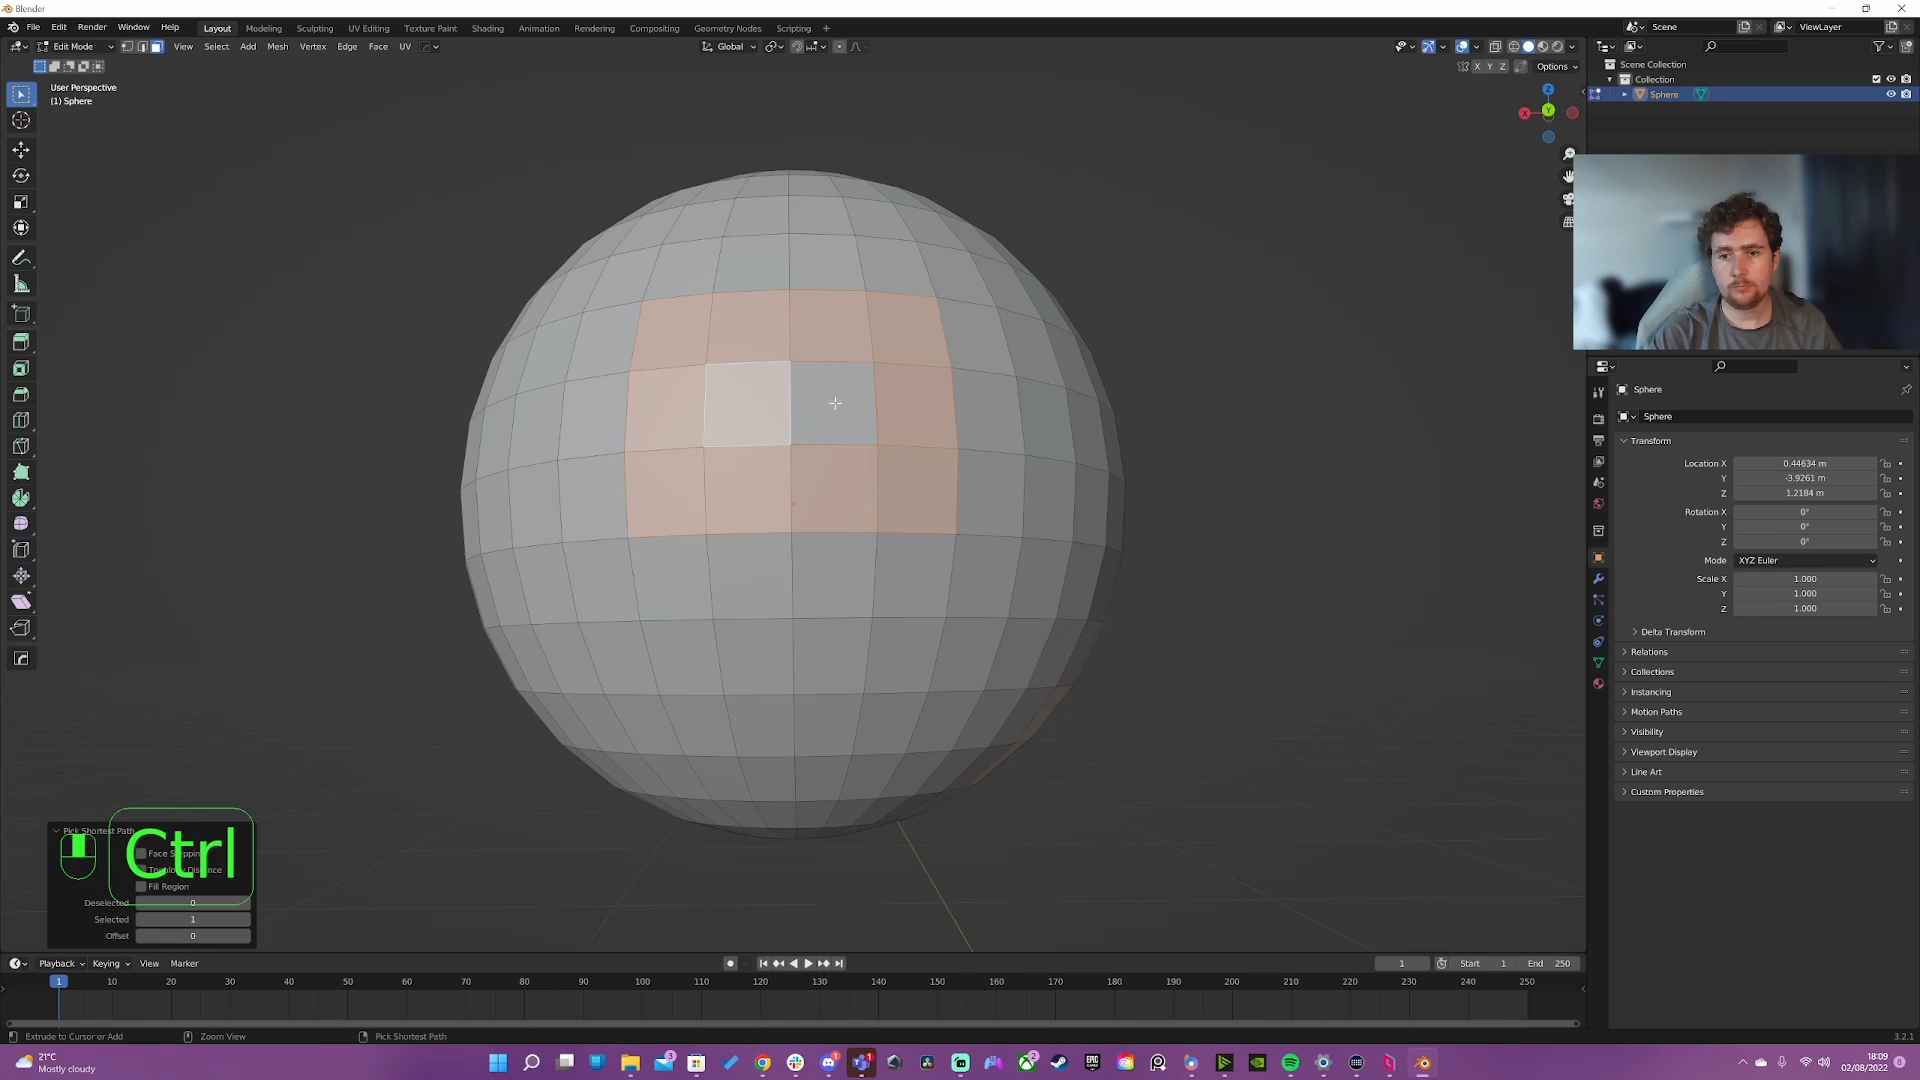 Blender
File Edit Render Window Help Layout Modeling Sculpting UV Editing Texture Paint Shading Animation Rendering Compositing Geometry Nodes Scripting +
Scene
ViewLayer
Edit Mode View Select Add Mesh Vertex Edge Face UV
Global
X Y Z
Options
User Perspective
(1) Sphere
Z
Y
X
Scene Collection
Collection
Sphere
Sphere
Sphere
Transform
Location X 0.44634 m
Y -3.9261 m
Z 1.2184 m
Rotation X 0°
Y 0°
Z 0°
Mode XYZ Euler
Scale X 1.000
Y 1.000
Z 1.000
Delta Transform
Relations
Collections
Instancing
Motion Paths
Visibility
Viewport Display
Line Art
Custom Properties
Pick Shortest Path
Ctrl
Fill Region
Deselected 0
Selected 1
Offset 0
Playback Keying View Marker
1
Start 1 End 250
1 10 20 30 40 50 60 70 80 90 100 110 120 130 140 150 160 170 180 190 200 210 220 230 240 250
Extrude to Cursor or Add Zoom View Pick Shortest Path
3.2.1
21°C
Mostly cloudy
18:09
02/08/2022